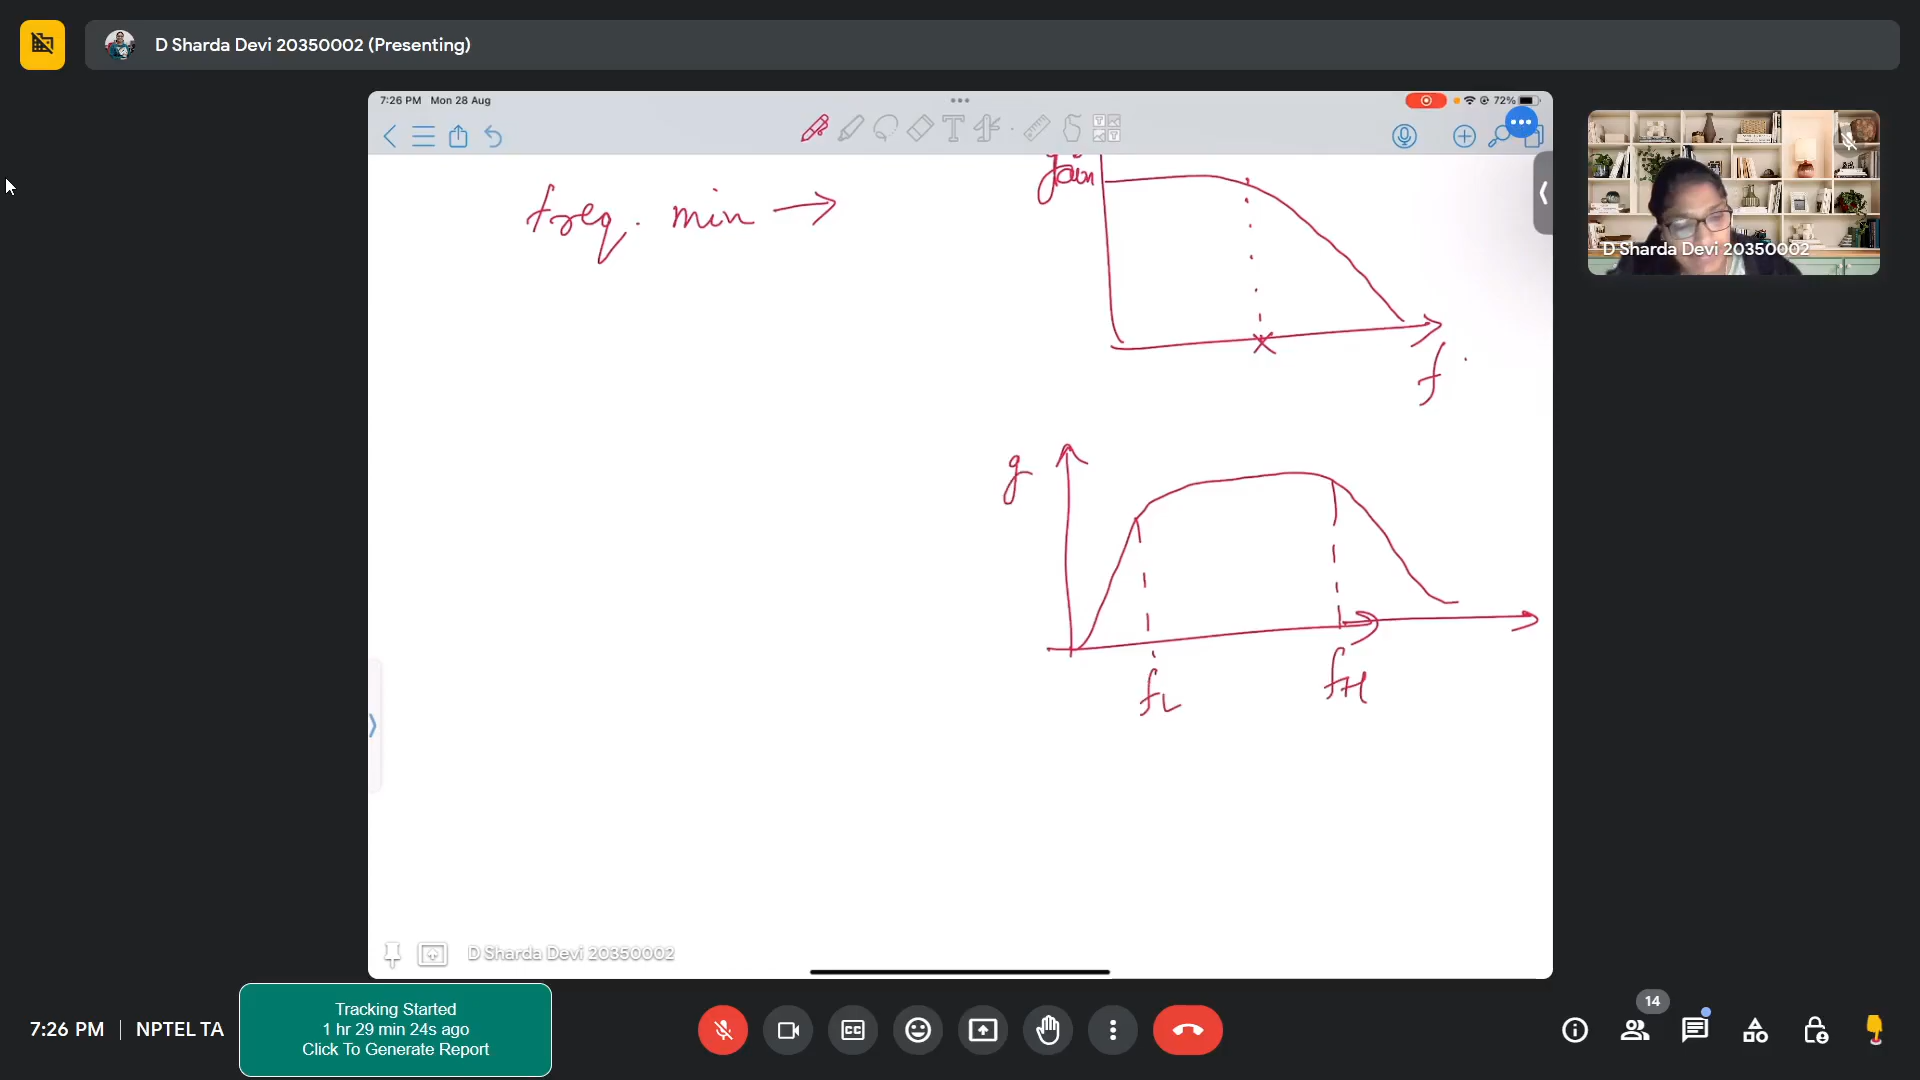 D Sharda Devi 20350002 (Presenting)
7:26 PM Mon 28 Aug
72%
gain
freq. min →
f
g
fL
fH
D Sharda Devi 20350002
D Sharda Devi 20350002
7:26 PM | NPTEL TA
Tracking Started
1 hr 29 min 24s ago
Click To Generate Report
CC
14